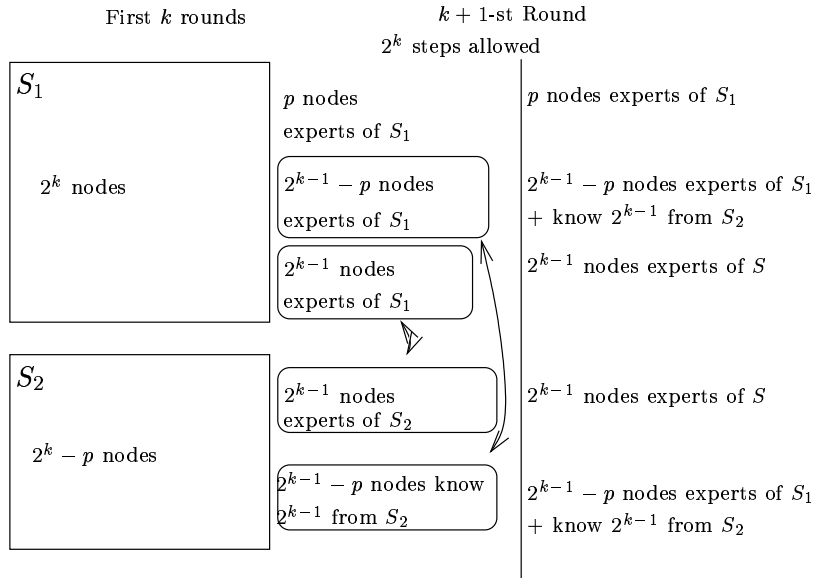 First k rounds
k + 1-st Round
2^k steps allowed
S_1
2^k nodes
p nodes
experts of S_1
2^{k−1} − p nodes
experts of S_1
2^{k−1} nodes
experts of S_1
p nodes experts of S_1
2^{k−1} − p nodes experts of S_1
+ know 2^{k−1} from S_2
2^{k−1} nodes experts of S
S_2
2^k − p nodes
2^{k−1} nodes
experts of S_2
2^{k−1} − p nodes know
2^{k−1} from S_2
2^{k−1} nodes experts of S
2^{k−1} − p nodes experts of S_1
+ know 2^{k−1} from S_2